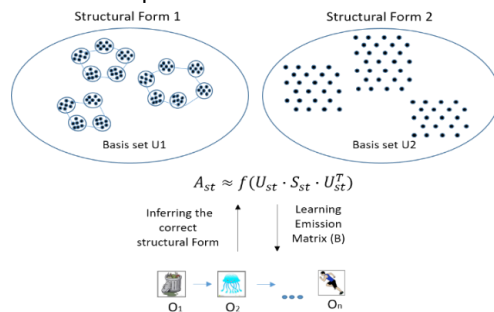 Structural Form 1
Structural Form 2
Basis set U1
Basis set U2
A_st ≈ f(U_st · S_st · U_st^T)
Inferring the correct structural Form
Learning Emission Matrix (B)
O₁
O₂
Oₙ